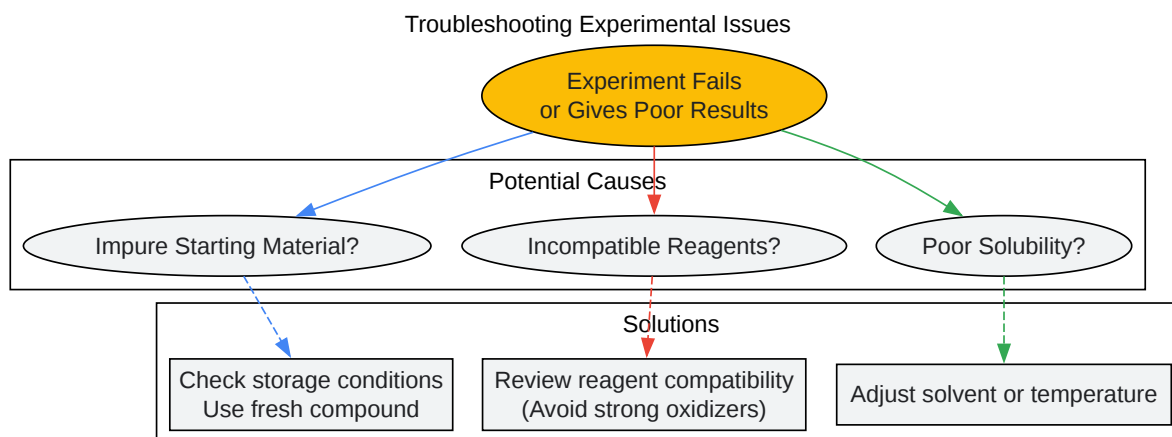 Troubleshooting Experimental Issues
Experiment Fails
or Gives Poor Results
Potential Causes
Impure Starting Material?
Incompatible Reagents?
Poor Solubility?
Solutions
Check storage conditions
Use fresh compound
Review reagent compatibility
(Avoid strong oxidizers)
Adjust solvent or temperature